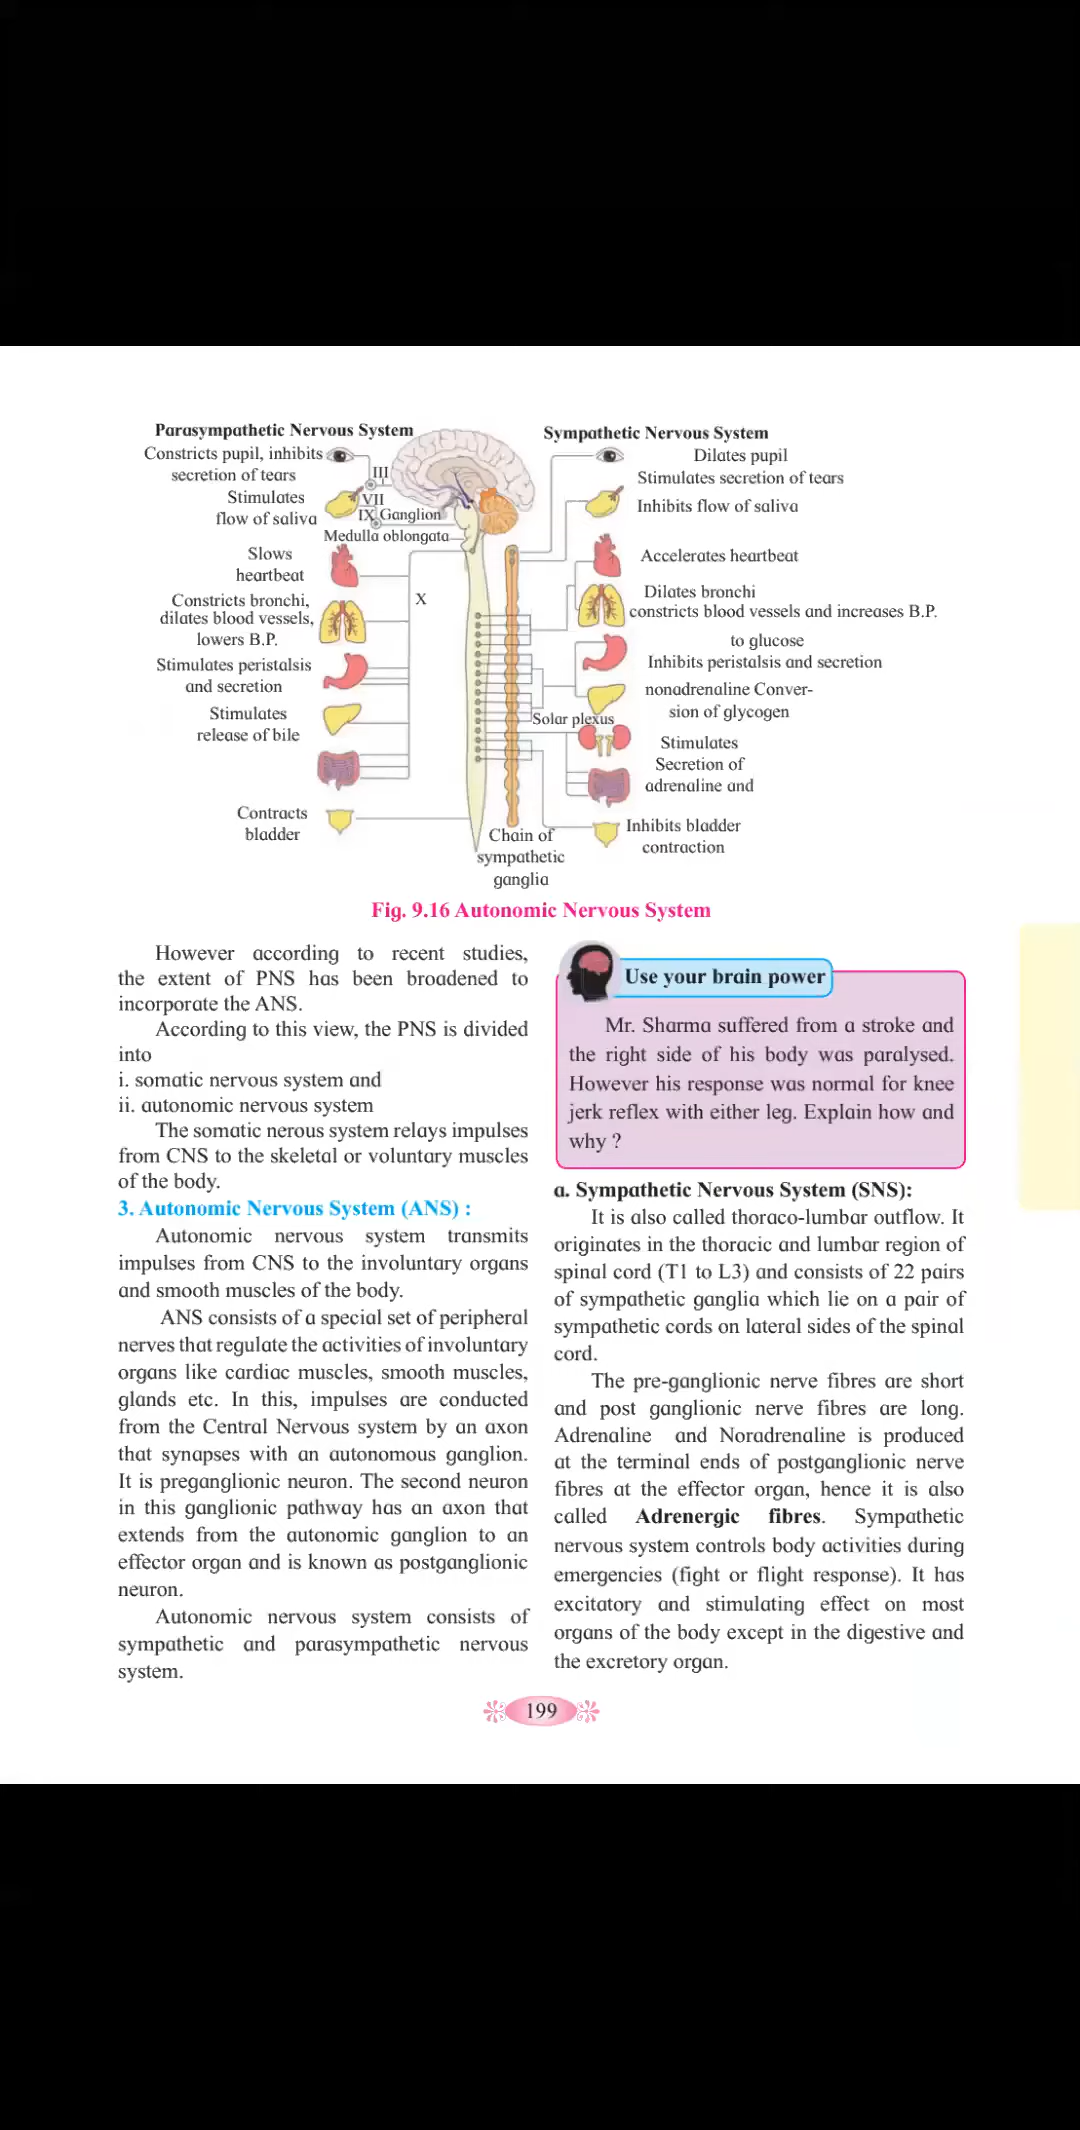 Parasympathetic Nervous System
Constricts pupil, inhibits
secretion of tears
III
Stimulates
flow of saliva
VII
IX Ganglion
Medulla oblongata
Slows
heartbeat
X
Constricts bronchi,
dilates blood vessels,
lowers B.P.
Stimulates peristalsis
and secretion
Stimulates
release of bile
Contracts
bladder
Sympathetic Nervous System
Dilates pupil
Stimulates secretion of tears
Inhibits flow of saliva
Accelerates heartbeat
Dilates bronchi
constricts blood vessels and increases B.P.
to glucose
Inhibits peristalsis and secretion
nonadrenaline Conver-
sion of glycogen
Solar plexus
Stimulates
Secretion of
adrenaline and
Inhibits bladder
contraction
Chain of
sympathetic
ganglia
Fig. 9.16 Autonomic Nervous System
However according to recent studies,
the extent of PNS has been broadened to
incorporate the ANS.
According to this view, the PNS is divided
into
i. somatic nervous system and
ii. autonomic nervous system
The somatic nerous system relays impulses
from CNS to the skeletal or voluntary muscles
of the body.
3. Autonomic Nervous System (ANS) :
Autonomic nervous system transmits
impulses from CNS to the involuntary organs
and smooth muscles of the body.
ANS consists of a special set of peripheral
nerves that regulate the activities of involuntary
organs like cardiac muscles, smooth muscles,
glands etc. In this, impulses are conducted
from the Central Nervous system by an axon
that synapses with an autonomous ganglion.
It is preganglionic neuron. The second neuron
in this ganglionic pathway has an axon that
extends from the autonomic ganglion to an
effector organ and is known as postganglionic
neuron.
Autonomic nervous system consists of
sympathetic and parasympathetic nervous
system.
Use your brain power
Mr. Sharma suffered from a stroke and
the right side of his body was paralysed.
However his response was normal for knee
jerk reflex with either leg. Explain how and
why ?
a. Sympathetic Nervous System (SNS):
It is also called thoraco-lumbar outflow. It
originates in the thoracic and lumbar region of
spinal cord (T1 to L3) and consists of 22 pairs
of sympathetic ganglia which lie on a pair of
sympathetic cords on lateral sides of the spinal
cord.
The pre-ganglionic nerve fibres are short
and post ganglionic nerve fibres are long.
Adrenaline and Noradrenaline is produced
at the terminal ends of postganglionic nerve
fibres at the effector organ, hence it is also
called Adrenergic fibres. Sympathetic
nervous system controls body activities during
emergencies (fight or flight response). It has
excitatory and stimulating effect on most
organs of the body except in the digestive and
the excretory organ.
199